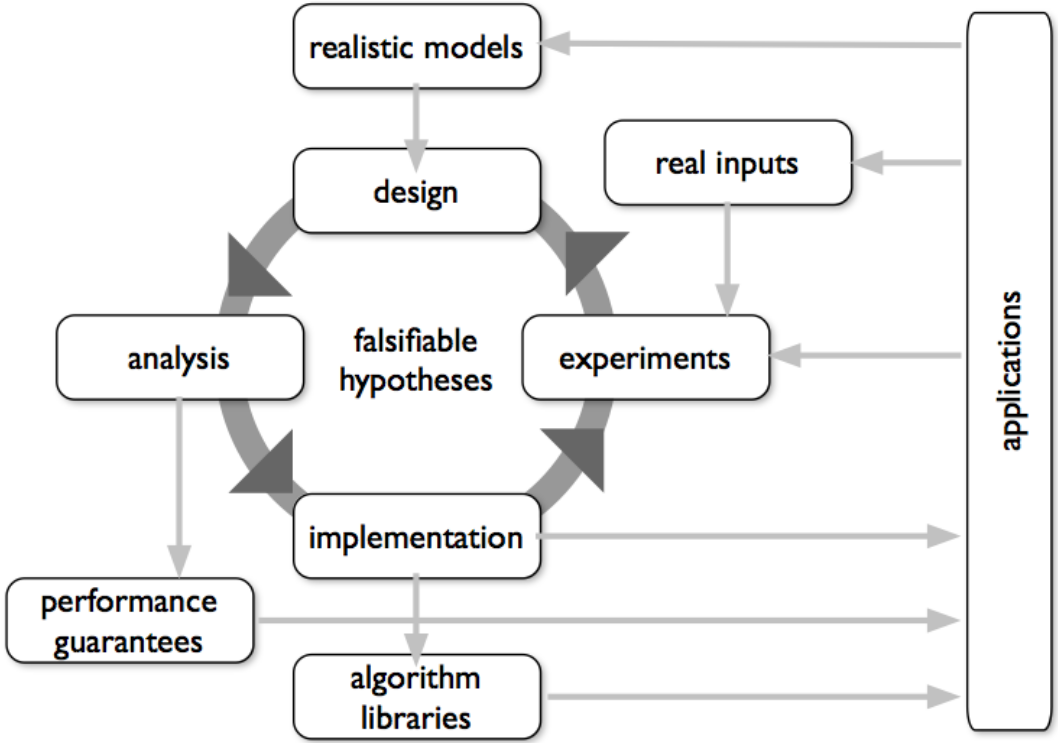 realistic models
real inputs
design
falsifiable
hypotheses
analysis
experiments
applications
implementation
performance
guarantees
algorithm
libraries